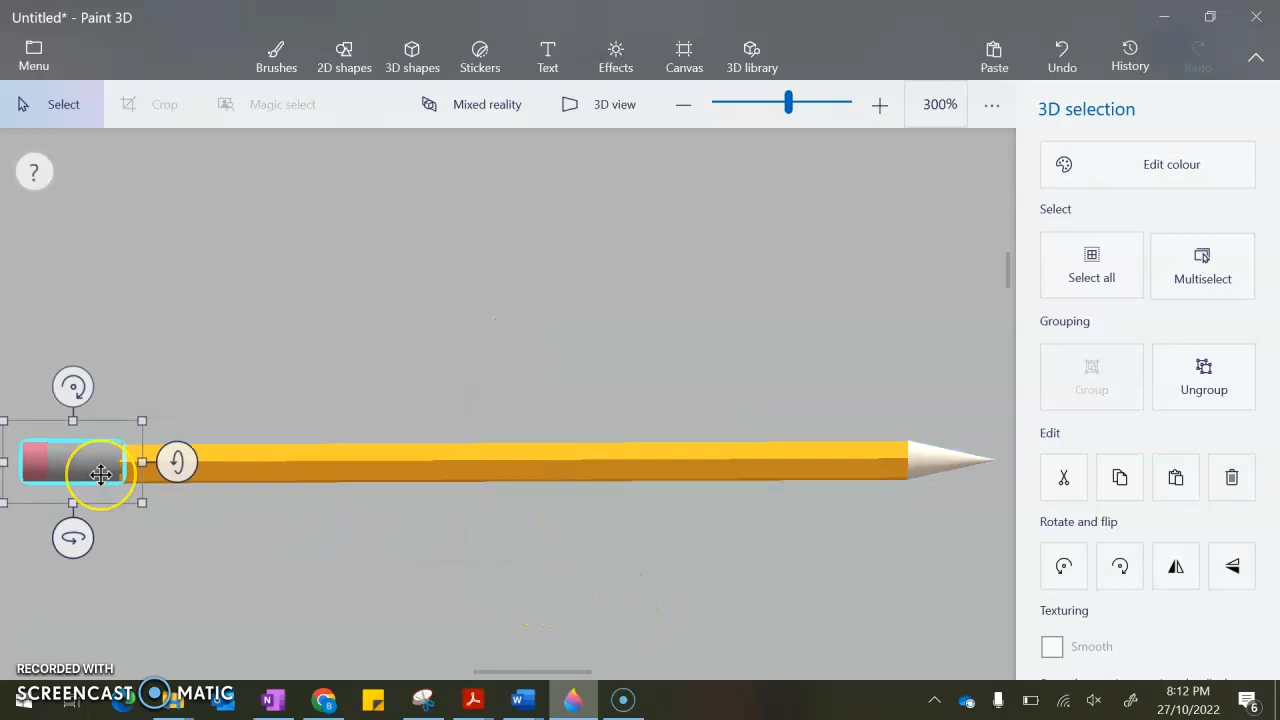 Untitled* - Paint 3D
Menu
Brushes
2D shapes
3D shapes
Stickers
Text
Effects
Canvas
3D library
Paste
Undo
History
Redo
Select
Crop
Magic select
Mixed reality
3D view
300%
?
3D selection
Edit colour
Select
Select all
Multiselect
Grouping
Group
Ungroup
Edit
Rotate and flip
Texturing
Smooth
RECORDED WITH
SCREENCAST MATIC
8:12 PM
27/10/2022
6